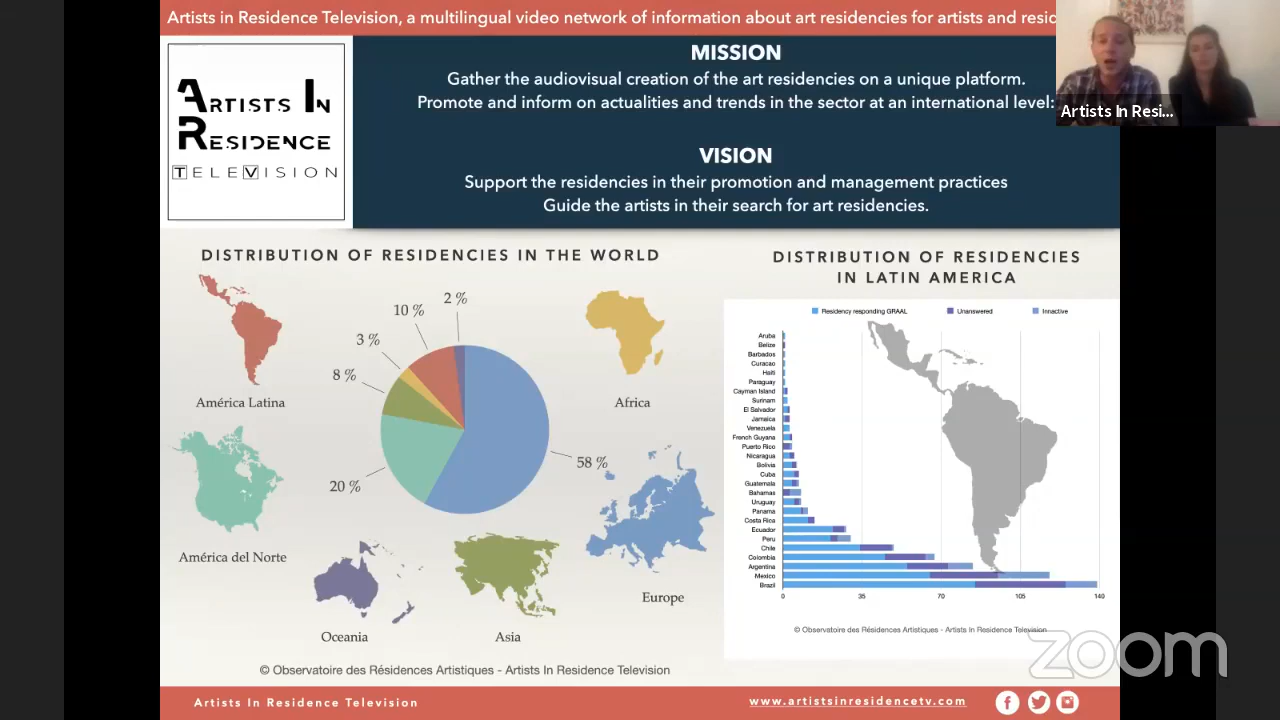 Artists in Residence Television, a multilingual video network of information about art residencies for artists and resid
ARTISTS IN
RESIDENCE
TELEVISION
MISSION
Gather the audiovisual creation of the art residencies on a unique platform.
Promote and inform on actualities and trends in the sector at an international level:
VISION
Support the residencies in their promotion and management practices
Guide the artists in their search for art residencies.
Artists In Resi...
DISTRIBUTION OF RESIDENCIES IN THE WORLD
2 %
10 %
3 %
8 %
58 %
20 %
América Latina
Africa
América del Norte
Europe
Oceania
Asia
© Observatoire des Résidences Artistiques - Artists In Residence Television
DISTRIBUTION OF RESIDENCIES
IN LATIN AMERICA
Residency responding GRAAL
Unanswered
Innactive
Aruba
Belize
Barbados
Curacao
Haiti
Paraguay
Cayman Island
Surinam
El Salvador
Jamaica
Venezuela
French Guyana
Puerto Rico
Nicaragua
Bolivia
Cuba
Guatemala
Bahamas
Uruguay
Panama
Costa Rica
Ecuador
Peru
Chile
Colombia
Argentina
Mexico
Brazil
0 35 70 105 140
© Observatoire des Résidences Artistiques - Artists In Residence Television
zoom
Artists In Residence Television
www.artistsinresidencetv.com